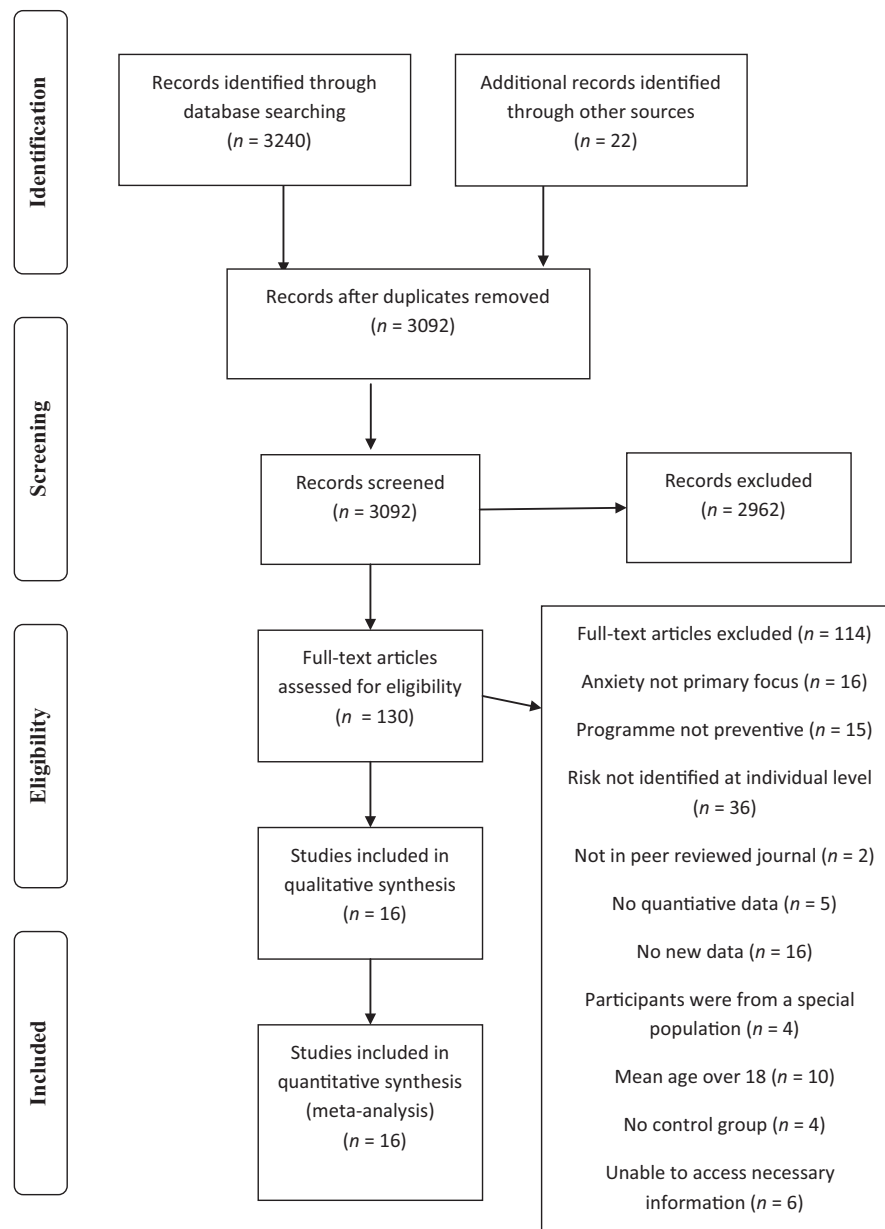 Identification
Records identified through
database searching
(n = 3240)
Additional records identified
through other sources
(n = 22)
Records after duplicates removed
(n = 3092)
Screening
Records screened
(n = 3092)
Records excluded
(n = 2962)
Eligibility
Full-text articles
assessed for eligibility
(n = 130)
Full-text articles excluded (n = 114)
Anxiety not primary focus (n = 16)
Programme not preventive (n = 15)
Risk not identified at individual level
(n = 36)
Not in peer reviewed journal (n = 2)
No quantiative data (n = 5)
No new data (n = 16)
Participants were from a special
population (n = 4)
Mean age over 18 (n = 10)
No control group (n = 4)
Unable to access necessary
information (n = 6)
Studies included in
qualitative synthesis
(n = 16)
Included
Studies included in
quantitative synthesis
(meta-analysis)
(n = 16)